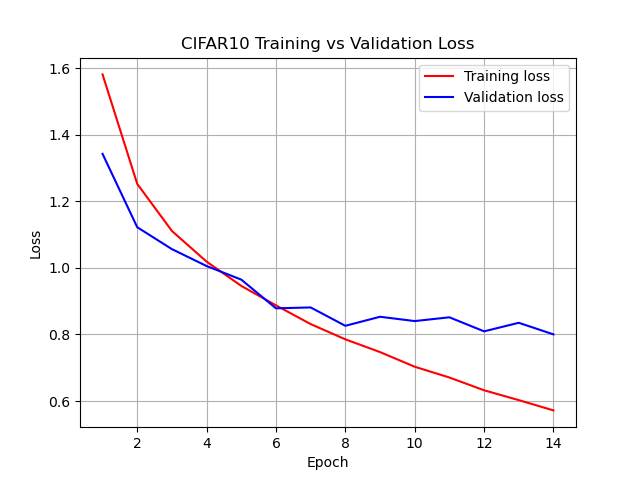 CIFAR10 Training vs Validation Loss
Training loss
Validation loss
Loss
1.6
1.4
1.2
1.0
0.8
0.6
2 4 6 8 10 12 14
Epoch